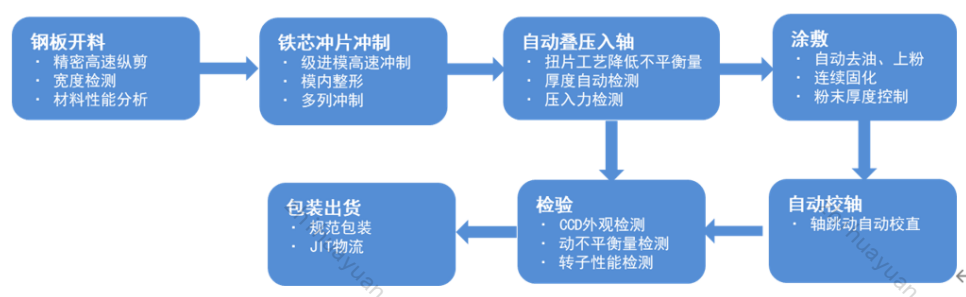 钢板开料
· 精密高速纵剪
· 宽度检测
· 材料性能分析
铁芯冲片冲制
· 级进模高速冲制
· 模内整形
· 多列冲制
自动叠压入轴
· 扭片工艺降低不平衡量
· 厚度自动检测
· 压入力检测
涂敷
· 自动去油、上粉
· 连续固化
· 粉末厚度控制
自动校轴
· 轴跳动自动校直
检验
· CCD外观检测
· 动不平衡量检测
· 转子性能检测
包装出货
· 规范包装
· JIT物流